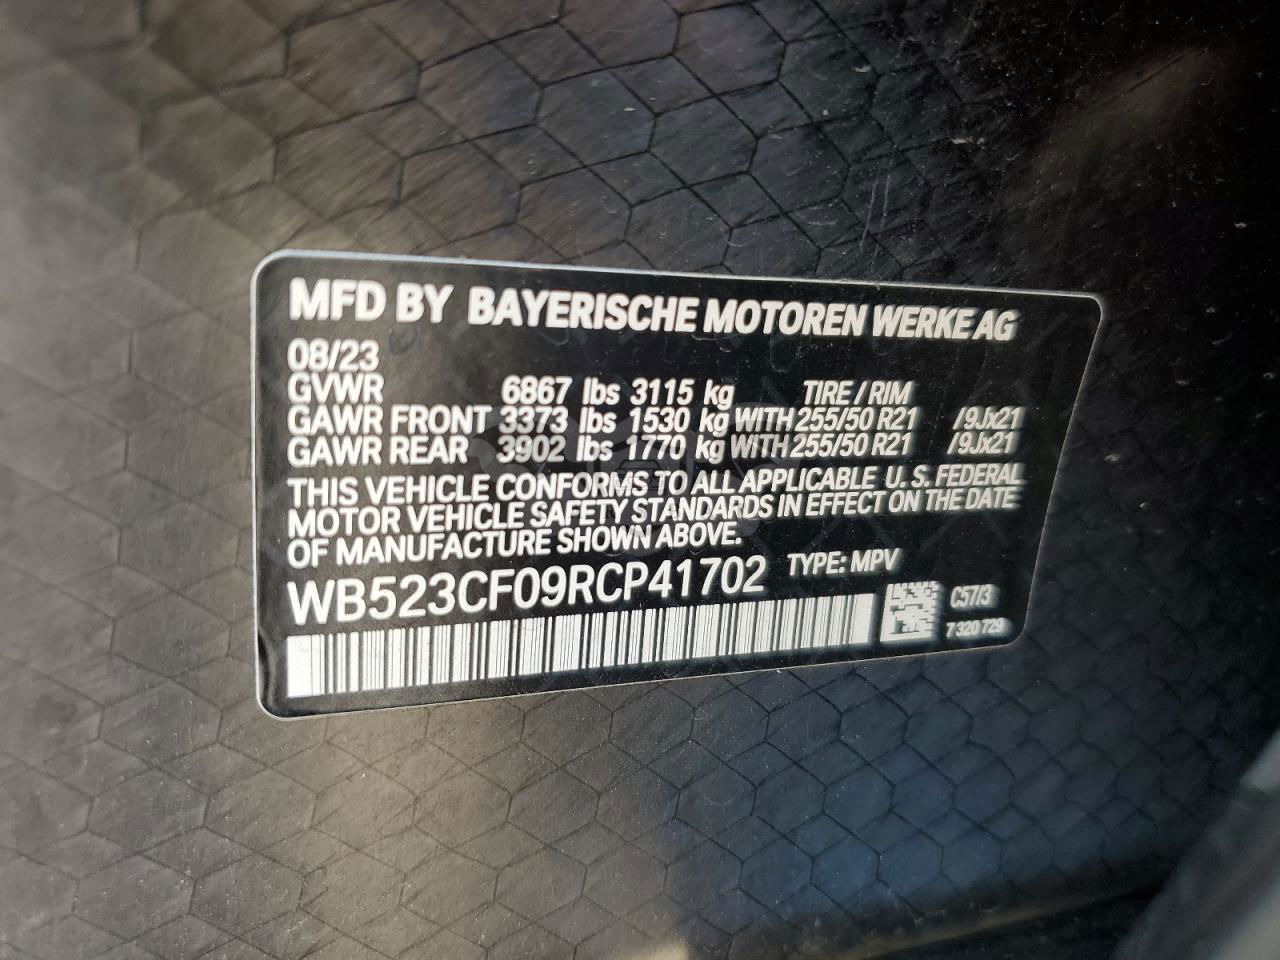 MFD BY BAYERISCHE MOTOREN WERKE AG
08/23
GVWR 6867 lbs 3115 kg TIRE / RIM
GAWR FRONT 3373 lbs 1530 kg WITH 255/50 R21 /9Jx21
GAWR REAR 3902 lbs 1770 kg WITH 255/50 R21 /9Jx21
THIS VEHICLE CONFORMS TO ALL APPLICABLE U. S. FEDERAL
MOTOR VEHICLE SAFETY STANDARDS IN EFFECT ON THE DATE
OF MANUFACTURE SHOWN ABOVE.
WB523CF09RCP41702 TYPE: MPV
C57/3
7 320 729